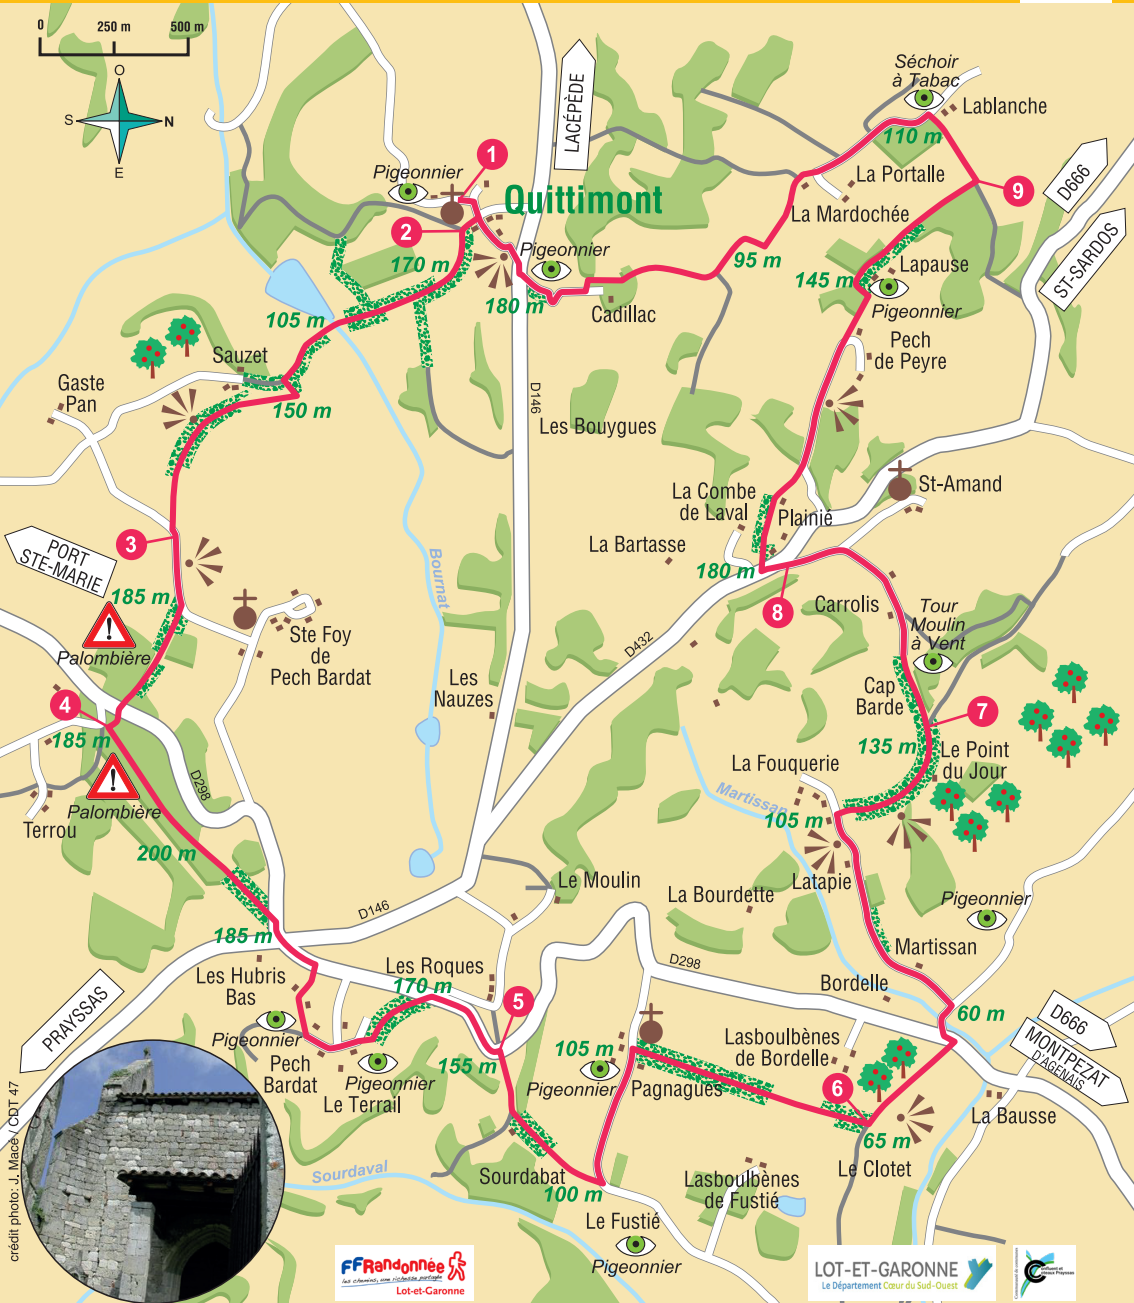 0
250 m
500 m
O
S
N
E
LACÉPÈDE
Séchoir
à Tabac
Lablanche
110 m
D666
ST-SARDOS
Pigeonnier
1
Quittimont
La Portalle
9
La Mardochée
2
170 m
Pigeonnier
95 m
145 m
Lapause
Pigeonnier
180 m
Cadillac
105 m
Pech
de Peyre
Sauzet
Gaste
Pan
150 m
D146
Les Bouygues
St-Amand
La Combe
de Laval
Plainié
3
PORT
STE-MARIE
Bournat
La Bartasse
180 m
8
185 m
Carrolis
Tour
Moulin
à Vent
Palombière
Ste Foy
de
Pech Bardat
D432
Les
Nauzes
Cap
Barde
4
7
185 m
135 m
Le Point
du Jour
La Fouquerie
D298
Martissan
Palombière
105 m
Terrou
200 m
Le Moulin
La Bourdette
Latapie
Pigeonnier
D146
185 m
Martissan
Les Hubris
Bas
Les Roques
170 m
D298
Bordelle
5
60 m
PRAYSSAS
D666
MONTPEZAT
D'AGENAIS
Pigeonnier
Lasboulbènes
de Bordelle
155 m
105 m
Pech
Bardat
Pigeonnier
Le Terrail
Pigeonnier
Pagnagues
6
La Bausse
65 m
Le Clotet
Sourdaval
Sourdabat
100 m
Lasboulbènes
de Fustié
Le Fustié
Pigeonnier
crédit photo: J. Macé / CDT 47
FFRandonnée
les chemins, une richesse partagée
Lot-et-Garonne
LOT-ET-GARONNE
Le Département Cœur du Sud-Ouest